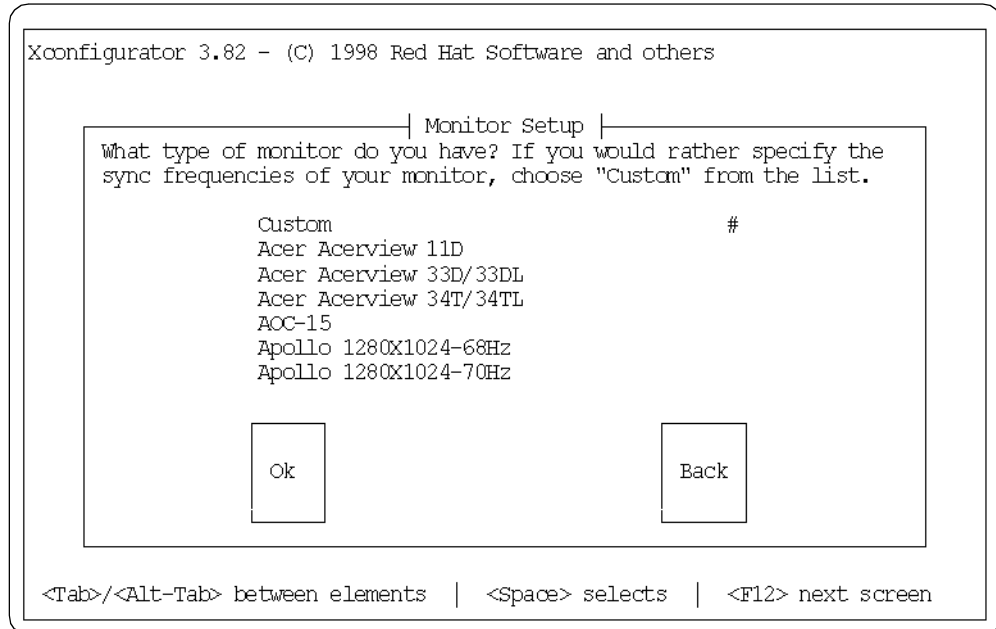 Xconfigurator 3.82 - (C) 1998 Red Hat Software and others
Monitor Setup
What type of monitor do you have? If you would rather specify the
sync frequencies of your monitor, choose "Custom" from the list.
Custom #
Acer Acerview 11D
Acer Acerview 33D/33DL
Acer Acerview 34T/34TL
AOC-15
Apollo 1280X1024-68Hz
Apollo 1280X1024-70Hz
Ok Back
<Tab>/<Alt-Tab> between elements | <Space> selects | <F12> next screen